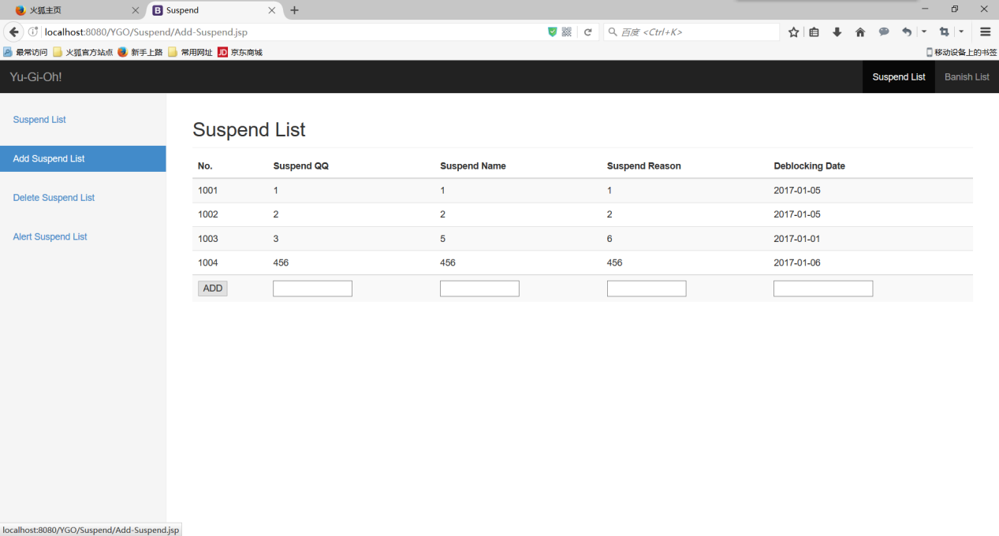 火狐主页 Suspend
localhost:8080/YGO/Suspend/Add-Suspend.jsp 百度 <Ctrl+K>
最常访问 火狐官方站点 新手上路 常用网址 JD 京东商城 移动设备上的书签
Yu-Gi-Oh! Suspend List Banish List
Suspend List
Add Suspend List
Delete Suspend List
Alert Suspend List
Suspend List
No. Suspend QQ Suspend Name Suspend Reason Deblocking Date
1001 1 1 1 2017-01-05
1002 2 2 2 2017-01-05
1003 3 5 6 2017-01-01
1004 456 456 456 2017-01-06
ADD
localhost:8080/YGO/Suspend/Add-Suspend.jsp